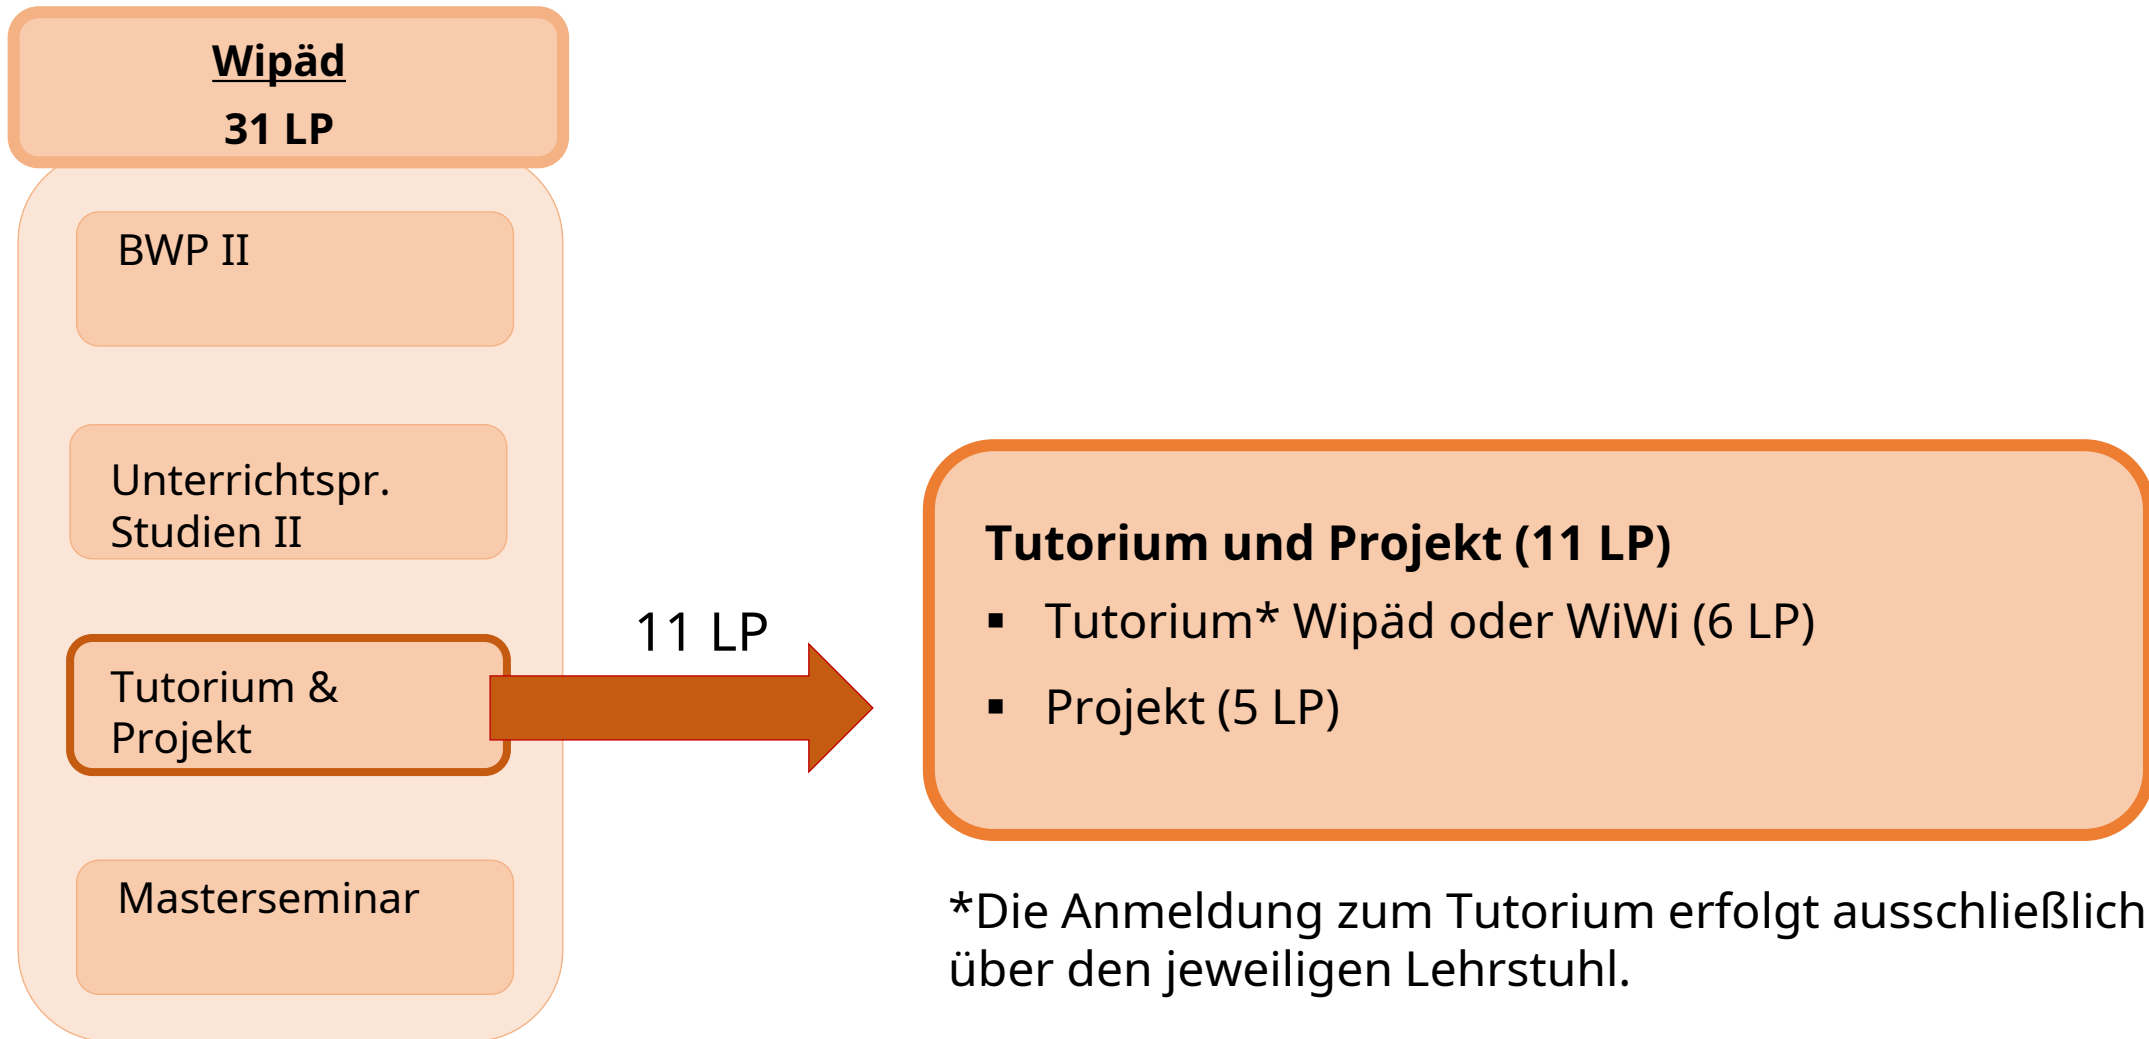 Wipäd
31 LP
BWP II
Unterrichtspr.
Studien II
Tutorium &
Projekt
Masterseminar
11 LP
Tutorium und Projekt (11 LP)
▪ Tutorium* Wipäd oder WiWi (6 LP)
▪ Projekt (5 LP)
*Die Anmeldung zum Tutorium erfolgt ausschließlich
über den jeweiligen Lehrstuhl.